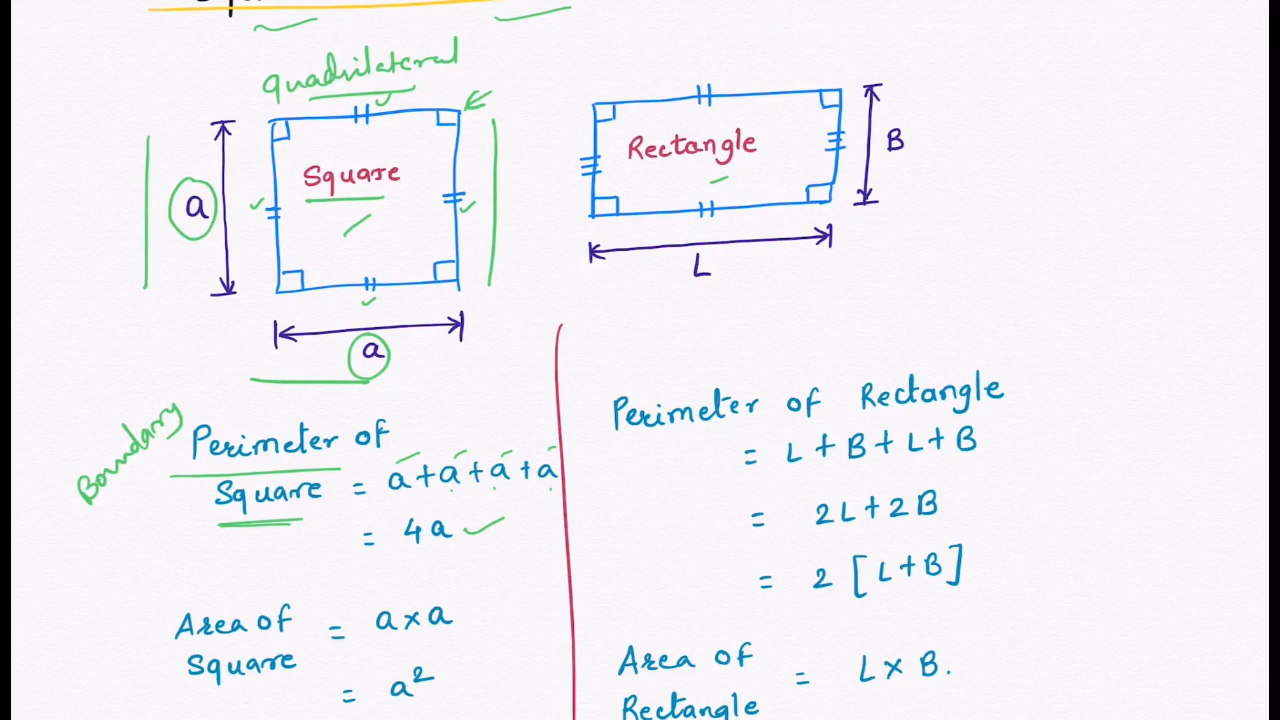 quadrilateral
Square
a
a
Rectangle
B
L
Boundary
Perimeter of
Square = a + a + a + a
= 4a
Area of
Square = a × a
= a²
Perimeter of Rectangle
= L + B + L + B
= 2L + 2B
= 2 [L + B]
Area of
Rectangle = L × B.